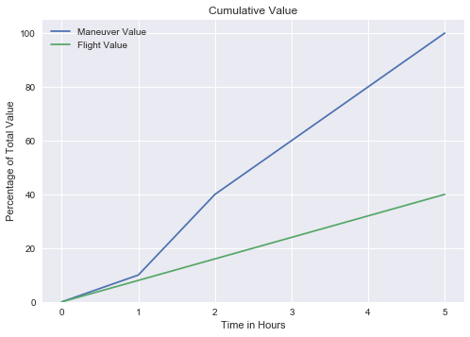 Cumulative Value
Maneuver Value
Flight Value
Percentage of Total Value
100
80
60
40
20
0
0 1 2 3 4 5
Time in Hours